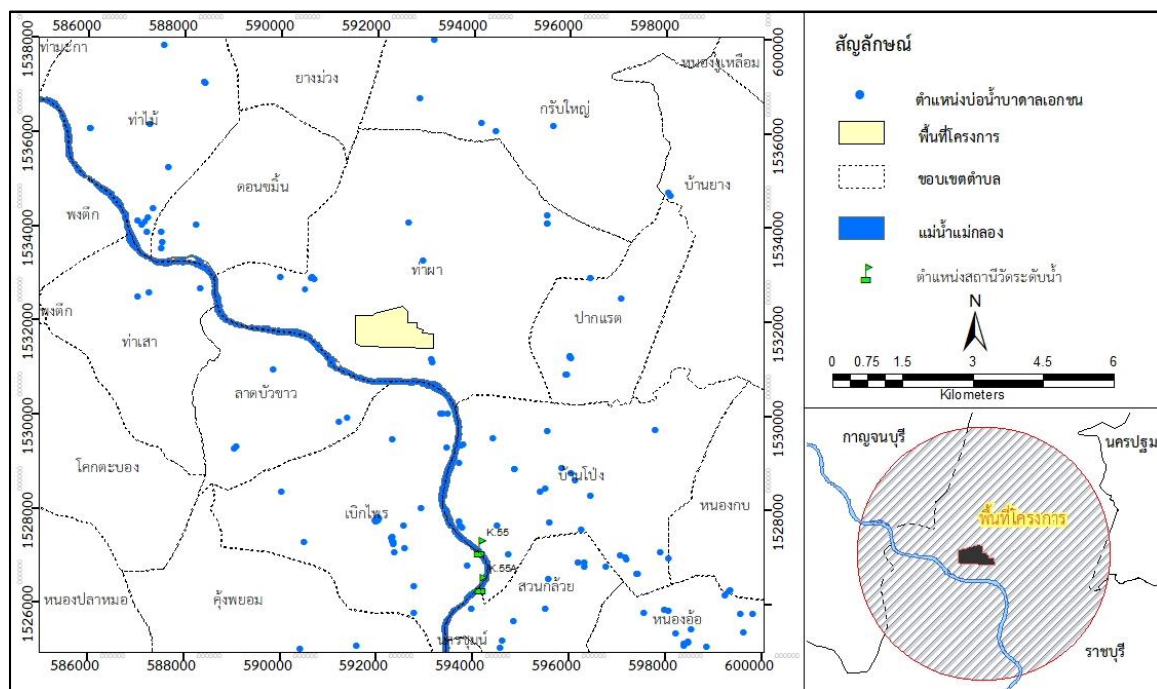 586000 588000 590000 592000 594000 596000 598000
1538000
1536000
1534000
1532000
1530000
1528000
1526000
600000
1536000
1534000
1532000
1530000
1528000
ท่ามะกา
ยางม่วง
หนองงูเหลือม
ท่าไม้
กรับใหญ่
ดอนขมิ้น
บ้านยาง
พงตึก
ท่าผา
พงตึก
ปากแรต
ท่าเสา
ลาดบัวขาว
โคกตะบอง
บ้านโป่ง
เบิกไพร
หนองกบ
K.55
K.55A
สวนกล้วย
หนองปลาหมอ
คุ้งพยอม
นครชุมน์
หนองอ้อ
586000 588000 590000 592000 594000 596000 598000 600000
สัญลักษณ์
ตำแหน่งบ่อน้ำบาดาลเอกชน
พื้นที่โครงการ
ขอบเขตตำบล
แม่น้ำแม่กลอง
ตำแหน่งสถานีวัดระดับน้ำ
N
0 0.75 1.5 3 4.5 6
Kilometers
กาญจนบุรี
นครปฐม
พื้นที่โครงการ
ราชบุรี